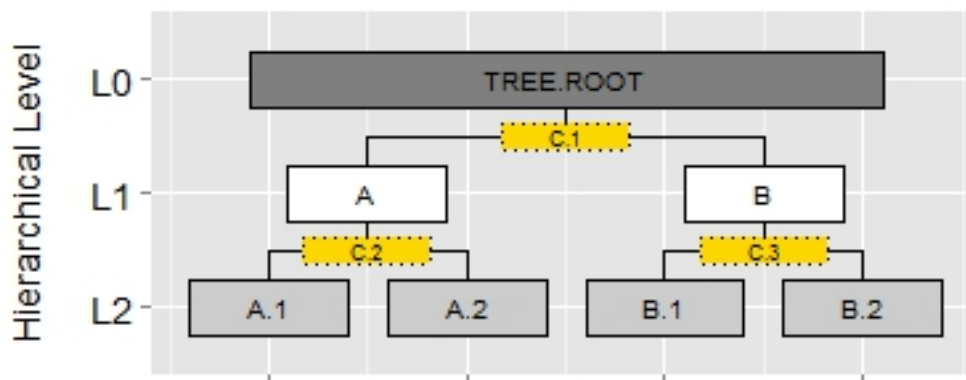 Hierarchical Level
L0
TREE.ROOT
C.1
L1
A
B
C.2
C.3
L2
A.1
A.2
B.1
B.2